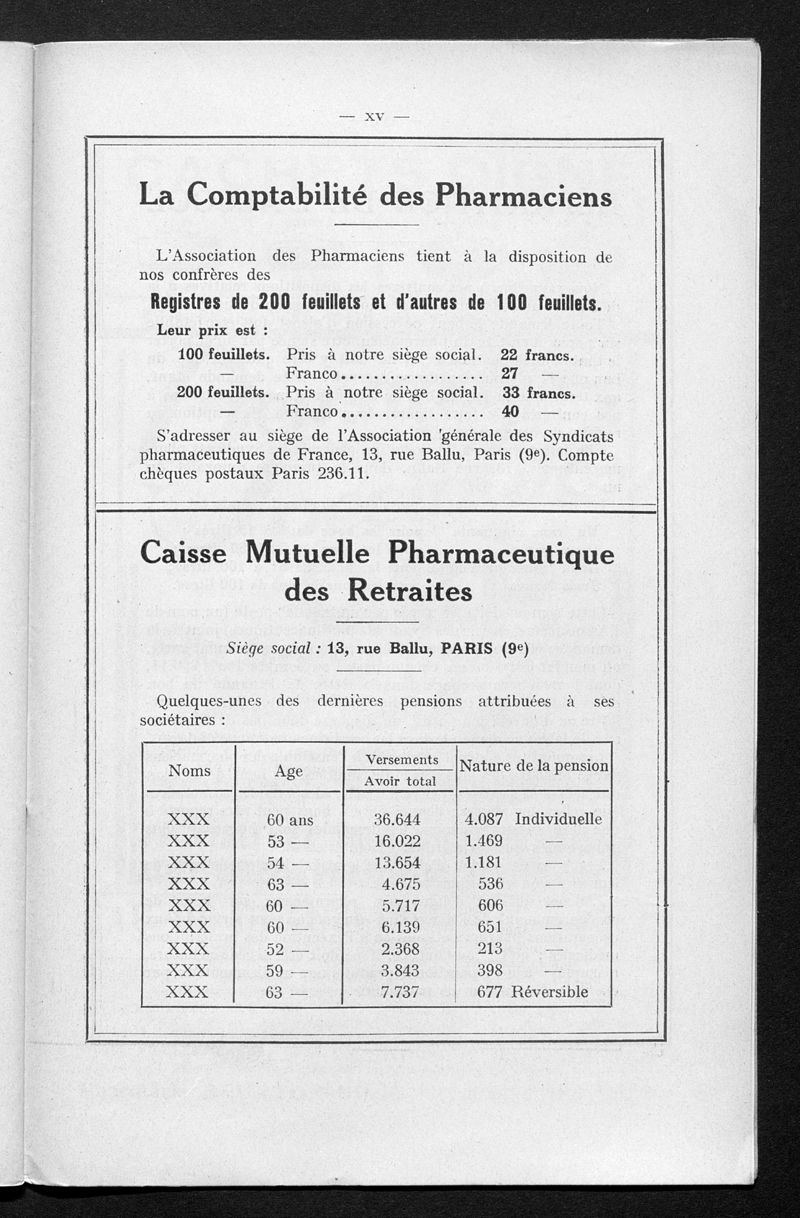 — XV —
La Comptabilité des Pharmaciens
L'Association des Pharmaciens tient à la disposition de
nos confrères des
Registres de 200 feuillets et d'autres de 100 feuillets.
Leur prix est :
100 feuillets. Pris à notre siège social. 22 francs.
— Franco.................. 27 —
200 feuillets. Pris à notre siège social. 33 francs.
— Franco.................. 40 —
S'adresser au siège de l'Association générale des Syndicats
pharmaceutiques de France, 13, rue Ballu, Paris (9e). Compte
chèques postaux Paris 236.11.
Caisse Mutuelle Pharmaceutique
des Retraites
Siège social : 13, rue Ballu, PARIS (9e)
Quelques-unes des dernières pensions attribuées à ses
sociétaires :
Noms Age Versements Avoir total Nature de la pension
XXX 60 ans 36.644 4.087 Individuelle
XXX 53 — 16.022 1.469 —
XXX 54 — 13.654 1.181 —
XXX 63 — 4.675 536 —
XXX 60 — 5.717 606 —
XXX 60 — 6.139 651 —
XXX 52 — 2.368 213 —
XXX 59 — 3.843 398 —
XXX 63 — 7.737 677 Réversible